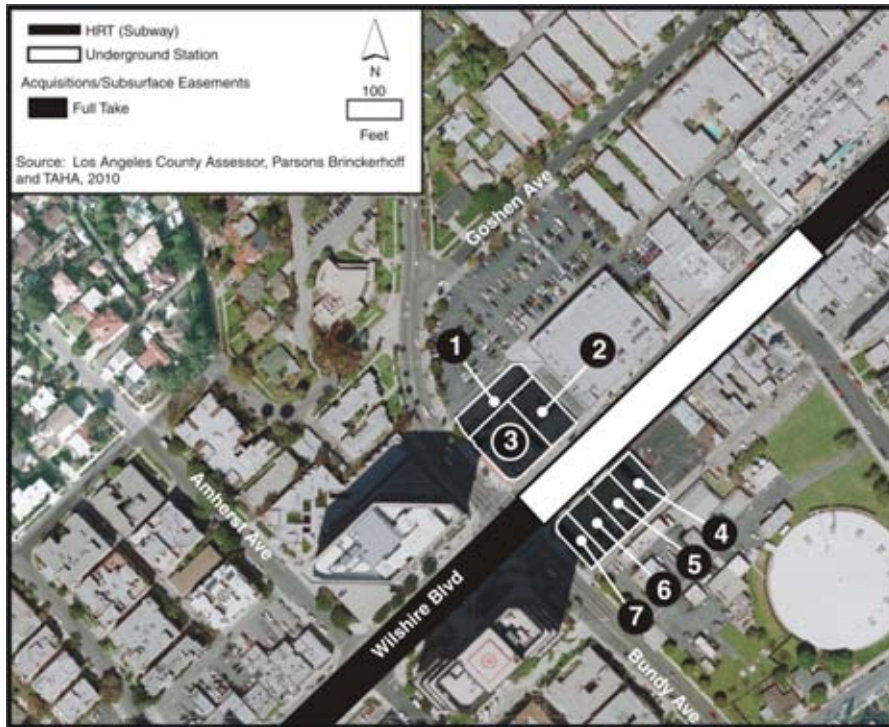 HRT (Subway)
Underground Station
Acquisitions/Subsurface Easements
Full Take
N
100
Feet
Source: Los Angeles County Assessor, Parsons Brinckerhoff
and TAHA, 2010
Goshen Ave
1
2
3
Amherst Ave
4
5
6
7
Wilshire Blvd
Bundy Ave